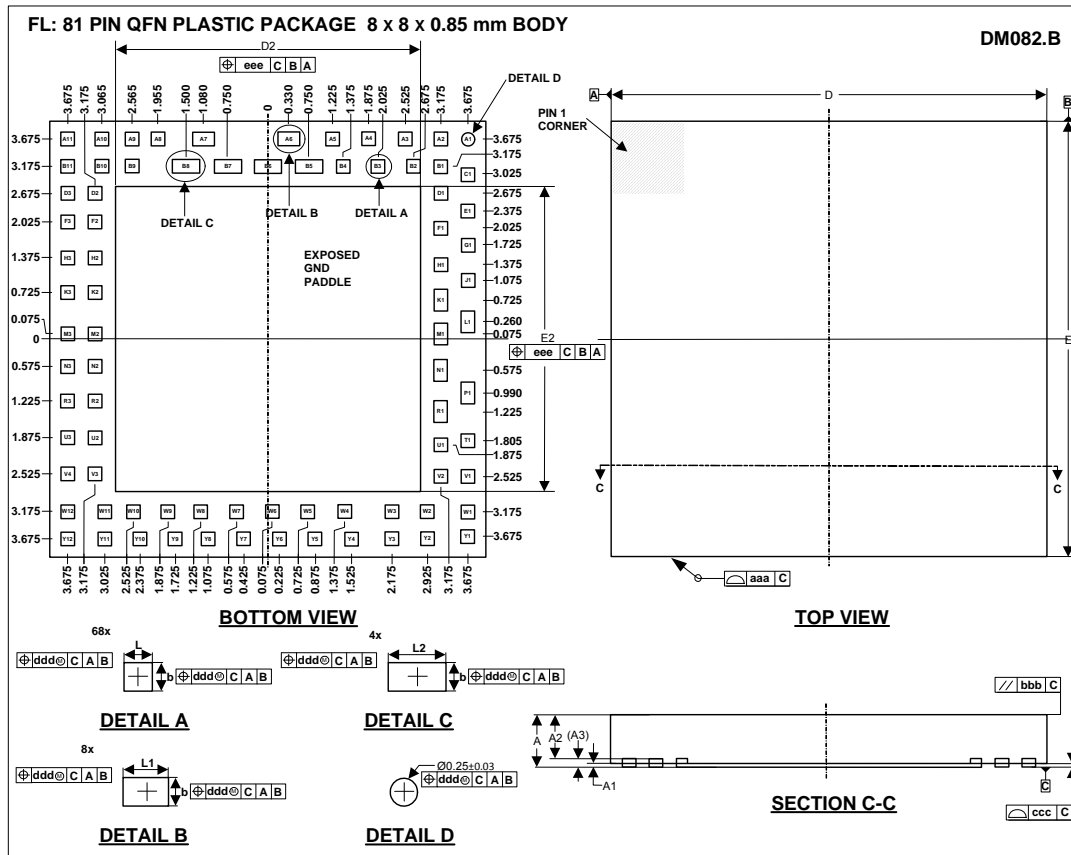 FL: 81 PIN QFN PLASTIC PACKAGE 8 x 8 x 0.85 mm BODY
DM082.B
D2
⌖ eee C B A
DETAIL D
3.675 3.175 3.065 2.565 1.955 1.500 1.080 0.750 0 0.330 0.750 1.225 1.375 1.875 2.025 2.525 2.675 3.175 3.675
A D B
PIN 1
CORNER
3.675 A11 A10 A9 A8 A7 A6 A5 A4 A3 A2 A1 3.675
3.175 B11 B10 B9 B8 B7 B6 B5 B4 B3 B2 B1 3.175
C1 3.025
2.675 D3 D2 D1 2.675
DETAIL C DETAIL B DETAIL A
E1 2.375
2.025 F3 F2 F1 2.025
G1 1.725
EXPOSED
GND
PADDLE
1.375 H3 H2 H1 1.375
J1 1.075
0.725 K3 K2 K1 0.725
L1 0.260
0.075 M3 M2 M1 0.075
0 E2 E
⌖ eee C B A
0.575 N3 N2 N1 0.575
P1 0.990
1.225 R3 R2 R1 1.225
1.875 U3 U2 T1 1.805
U1 1.875
2.525 V4 V3 V2 V1 2.525
C C
3.175 W12 W11 W10 W9 W8 W7 W6 W5 W4 W3 W2 W1 3.175
3.675 Y12 Y11 Y10 Y9 Y8 Y7 Y6 Y5 Y4 Y3 Y2 Y1 3.675
3.675 3.175 3.025 2.525 2.375 1.875 1.725 1.225 1.075 0.575 0.425 0.075 0.225 0.725 0.875 1.375 1.525 2.175 2.925 3.175 3.675
⌓ aaa C
BOTTOM VIEW
TOP VIEW
68x
L
⌖ dddⓂ C A B
b ⌖ dddⓂ C A B
DETAIL A
4x
L2
⌖ dddⓂ C A B
b ⌖ dddⓂ C A B
DETAIL C
8x
L1
⌖ dddⓂ C A B
b ⌖ dddⓂ C A B
DETAIL B
Ø0.25±0.03
⌖ dddⓂ C A B
DETAIL D
// bbb C
A A2 (A3)
A1
C
⌓ ccc C
SECTION C-C